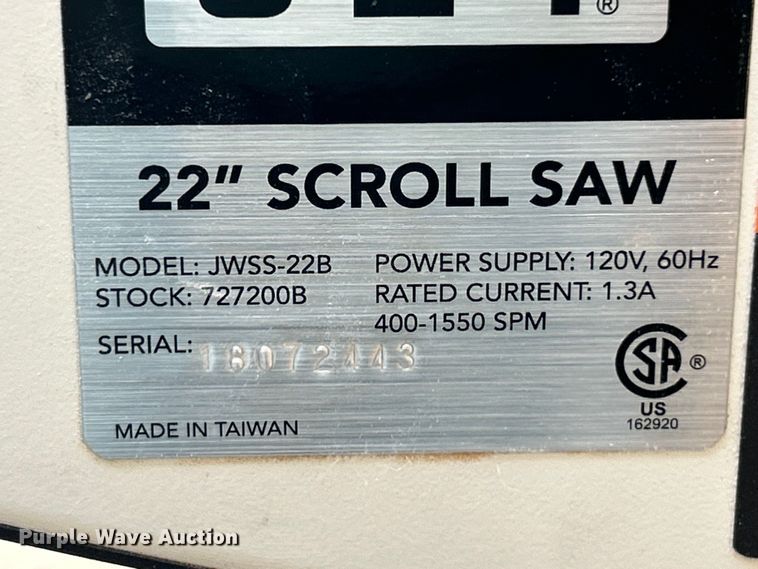 ®
22" SCROLL SAW
MODEL: JWSS-22B
STOCK: 727200B
SERIAL: 18072443
POWER SUPPLY: 120V, 60Hz
RATED CURRENT: 1.3A
400-1550 SPM
SA ®
US
162920
MADE IN TAIWAN
Purple Wave Auction